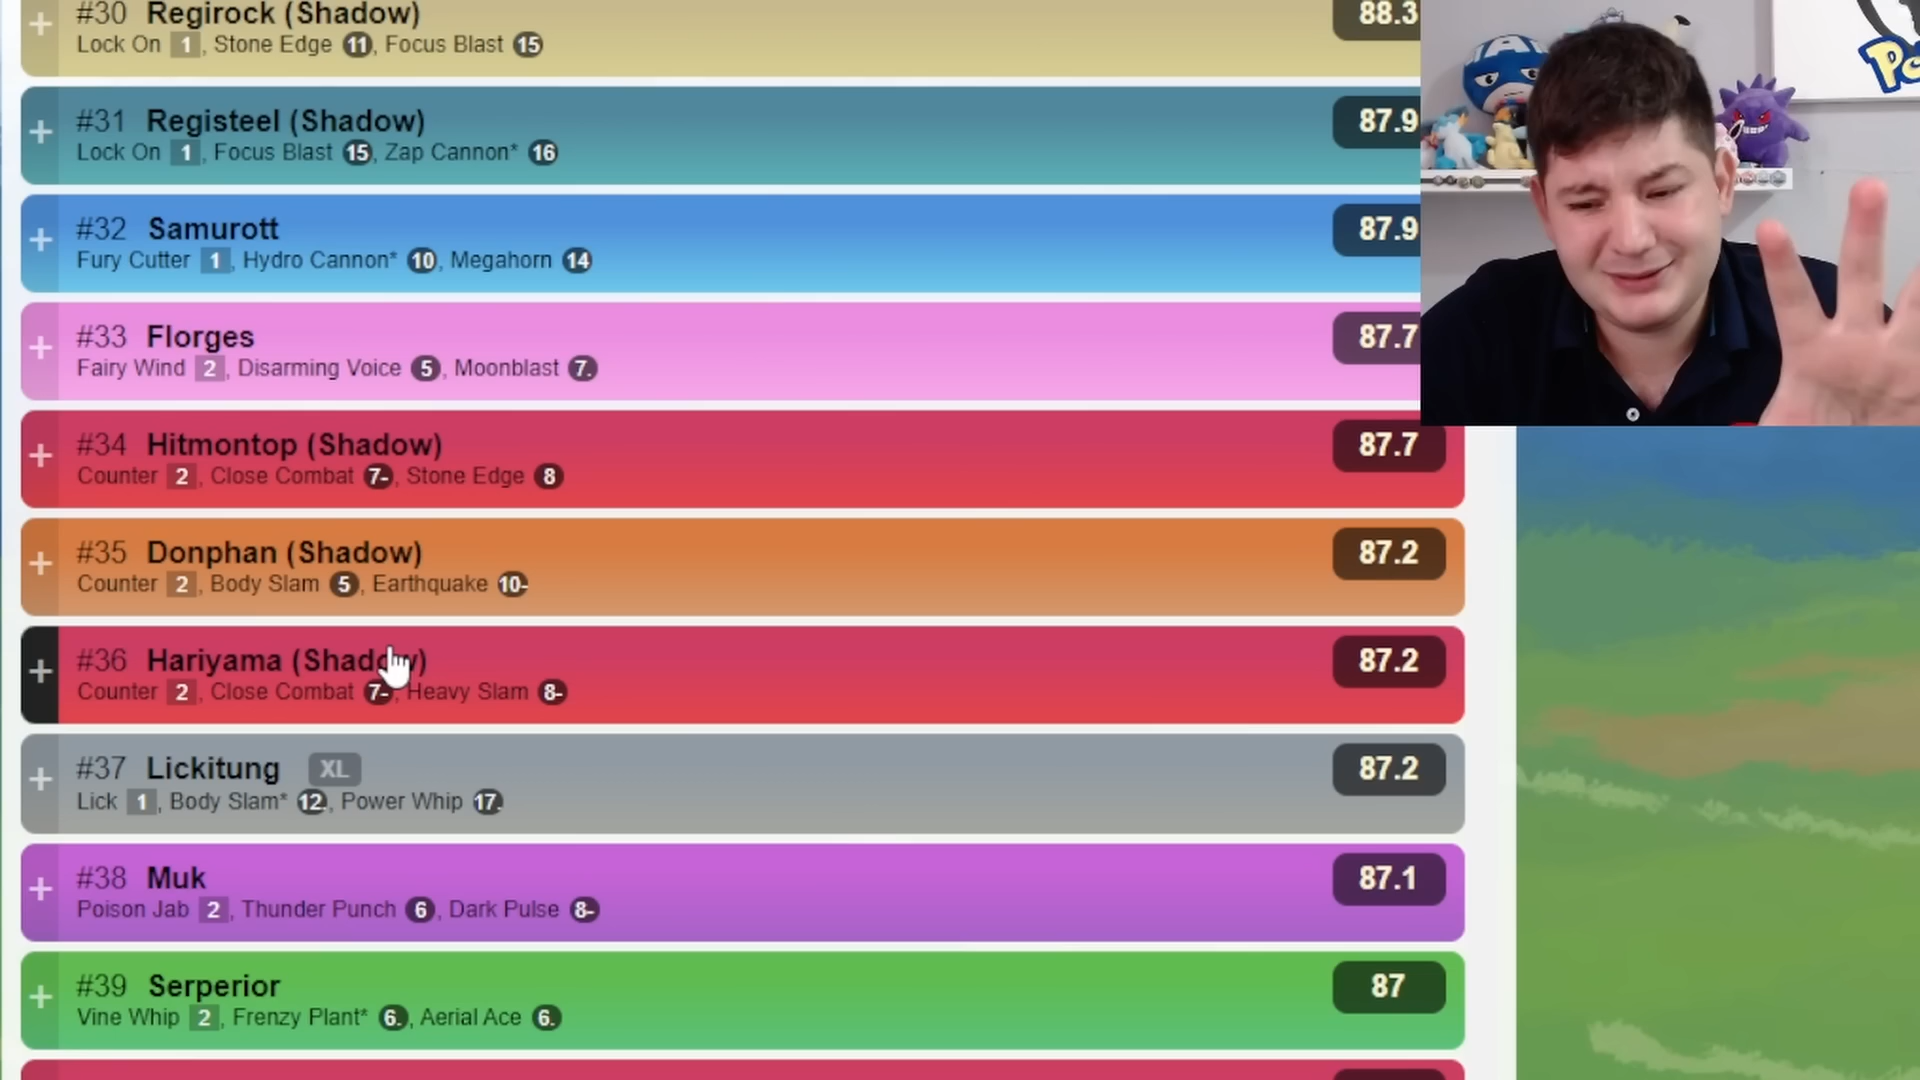 #30 Regirock (Shadow) 88.3
Lock On 1, Stone Edge 11, Focus Blast 15
#31 Registeel (Shadow) 87.9
Lock On 1, Focus Blast 15, Zap Cannon* 16
#32 Samurott 87.9
Fury Cutter 1, Hydro Cannon* 10, Megahorn 14
#33 Florges 87.7
Fairy Wind 2, Disarming Voice 5, Moonblast 7.
#34 Hitmontop (Shadow) 87.7
Counter 2, Close Combat 7-, Stone Edge 8
#35 Donphan (Shadow) 87.2
Counter 2, Body Slam 5, Earthquake 10-
#36 Hariyama (Shadow) 87.2
Counter 2, Close Combat 7-, Heavy Slam 8-
#37 Lickitung XL 87.2
Lick 1, Body Slam* 12., Power Whip 17.
#38 Muk 87.1
Poison Jab 2, Thunder Punch 6, Dark Pulse 8-
#39 Serperior 87
Vine Whip 2, Frenzy Plant* 6., Aerial Ace 6.